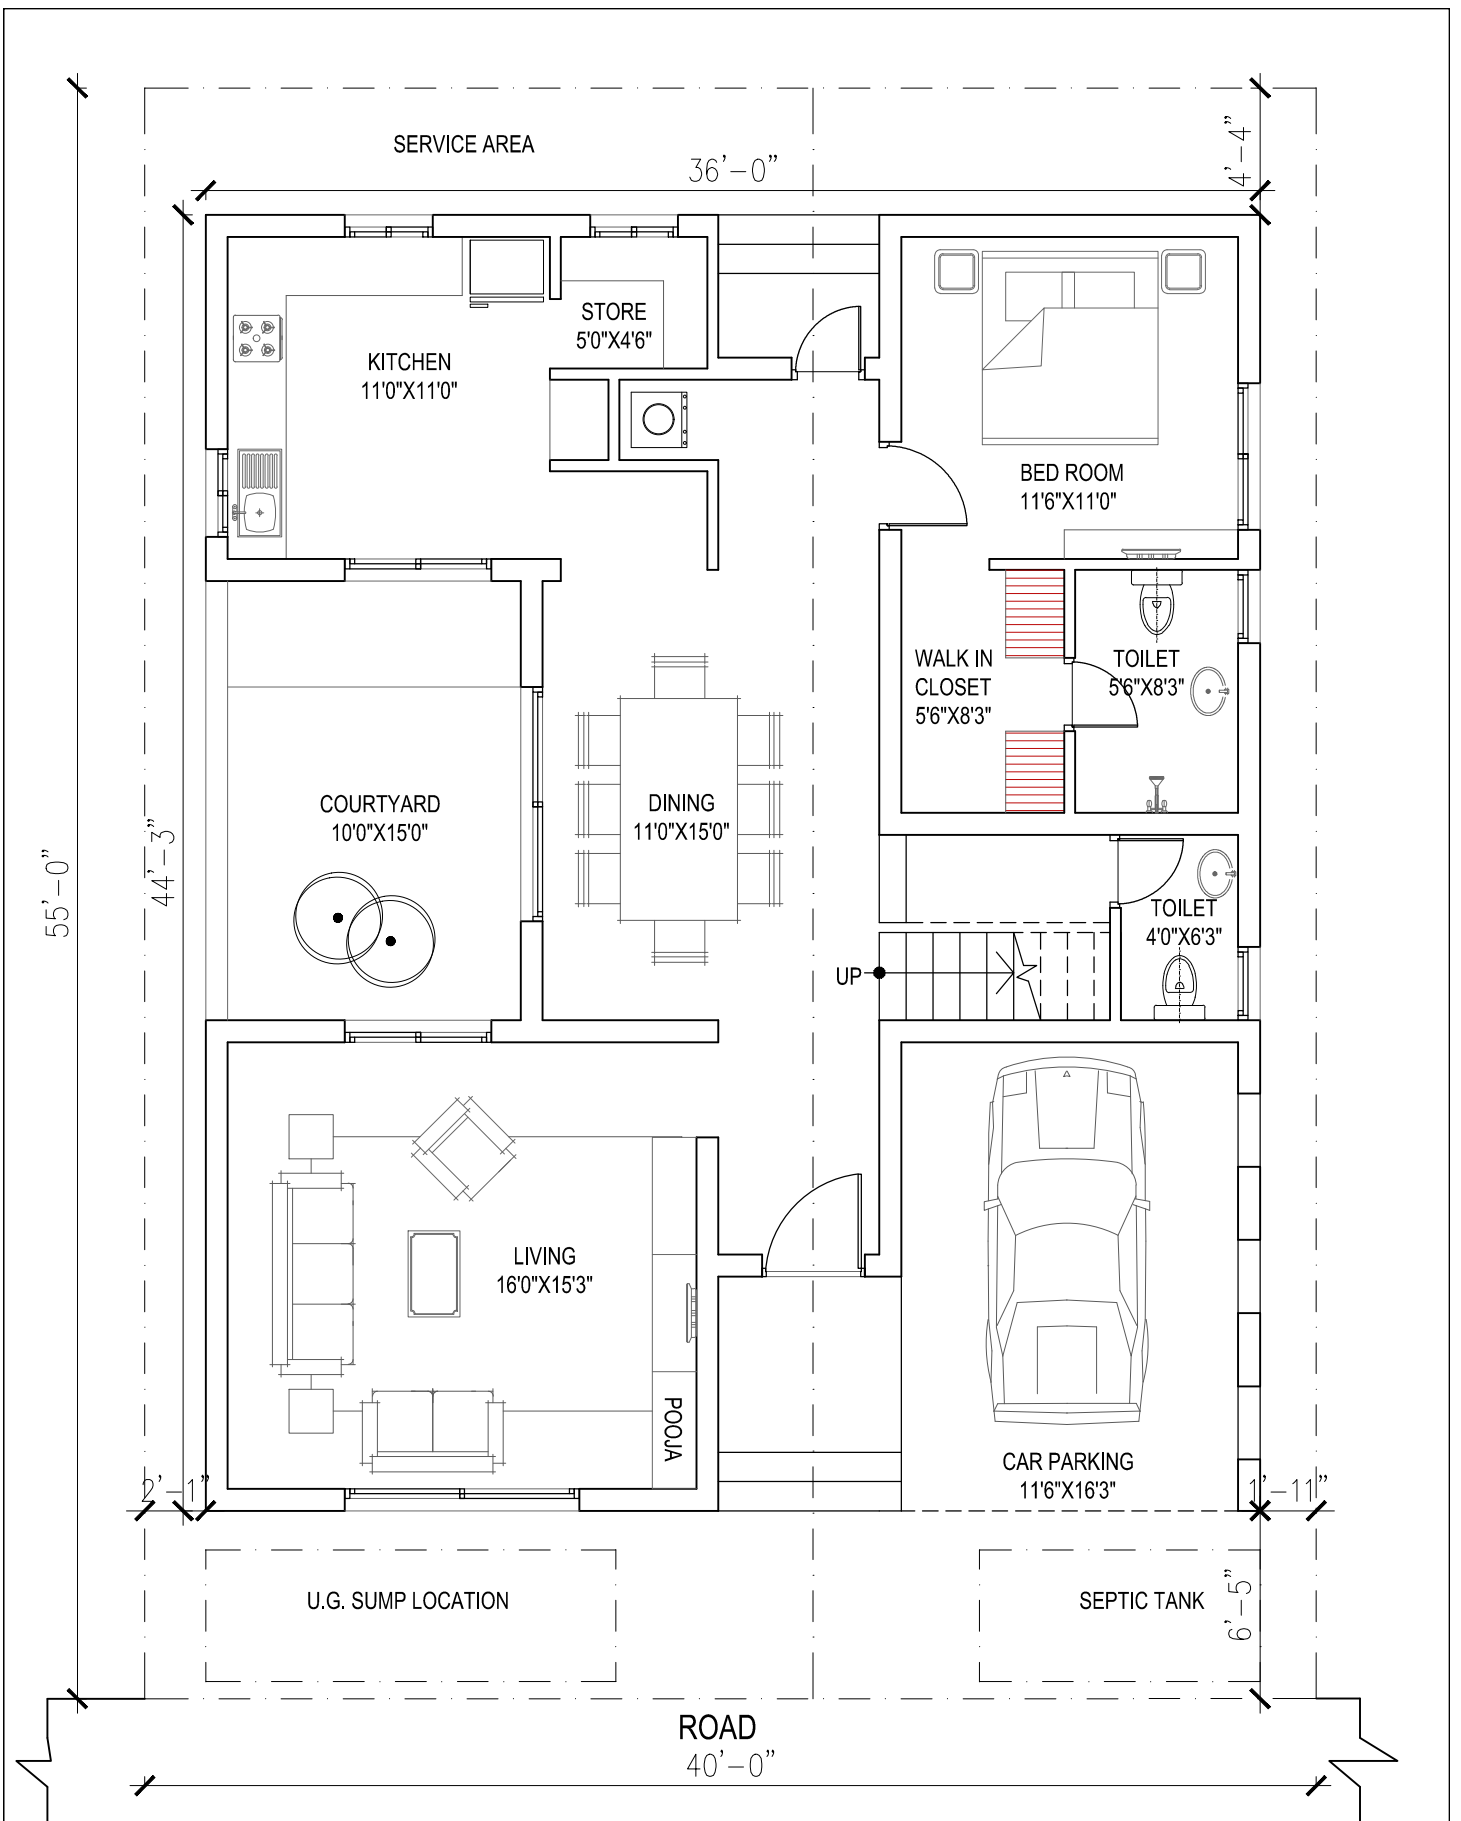 SERVICE AREA
36'-0"
4'-4"
STORE
5'0"X4'6"
KITCHEN
11'0"X11'0"
BED ROOM
11'6"X11'0"
WALK IN
CLOSET
5'6"X8'3"
TOILET
5'6"X8'3"
COURTYARD
10'0"X15'0"
DINING
11'0"X15'0"
55'-0"
44'-3"
TOILET
4'0"X6'3"
UP
LIVING
16'0"X15'3"
POOJA
CAR PARKING
11'6"X16'3"
2'-1"
1'-11"
U.G. SUMP LOCATION
SEPTIC TANK
6'-5"
ROAD
40'-0"